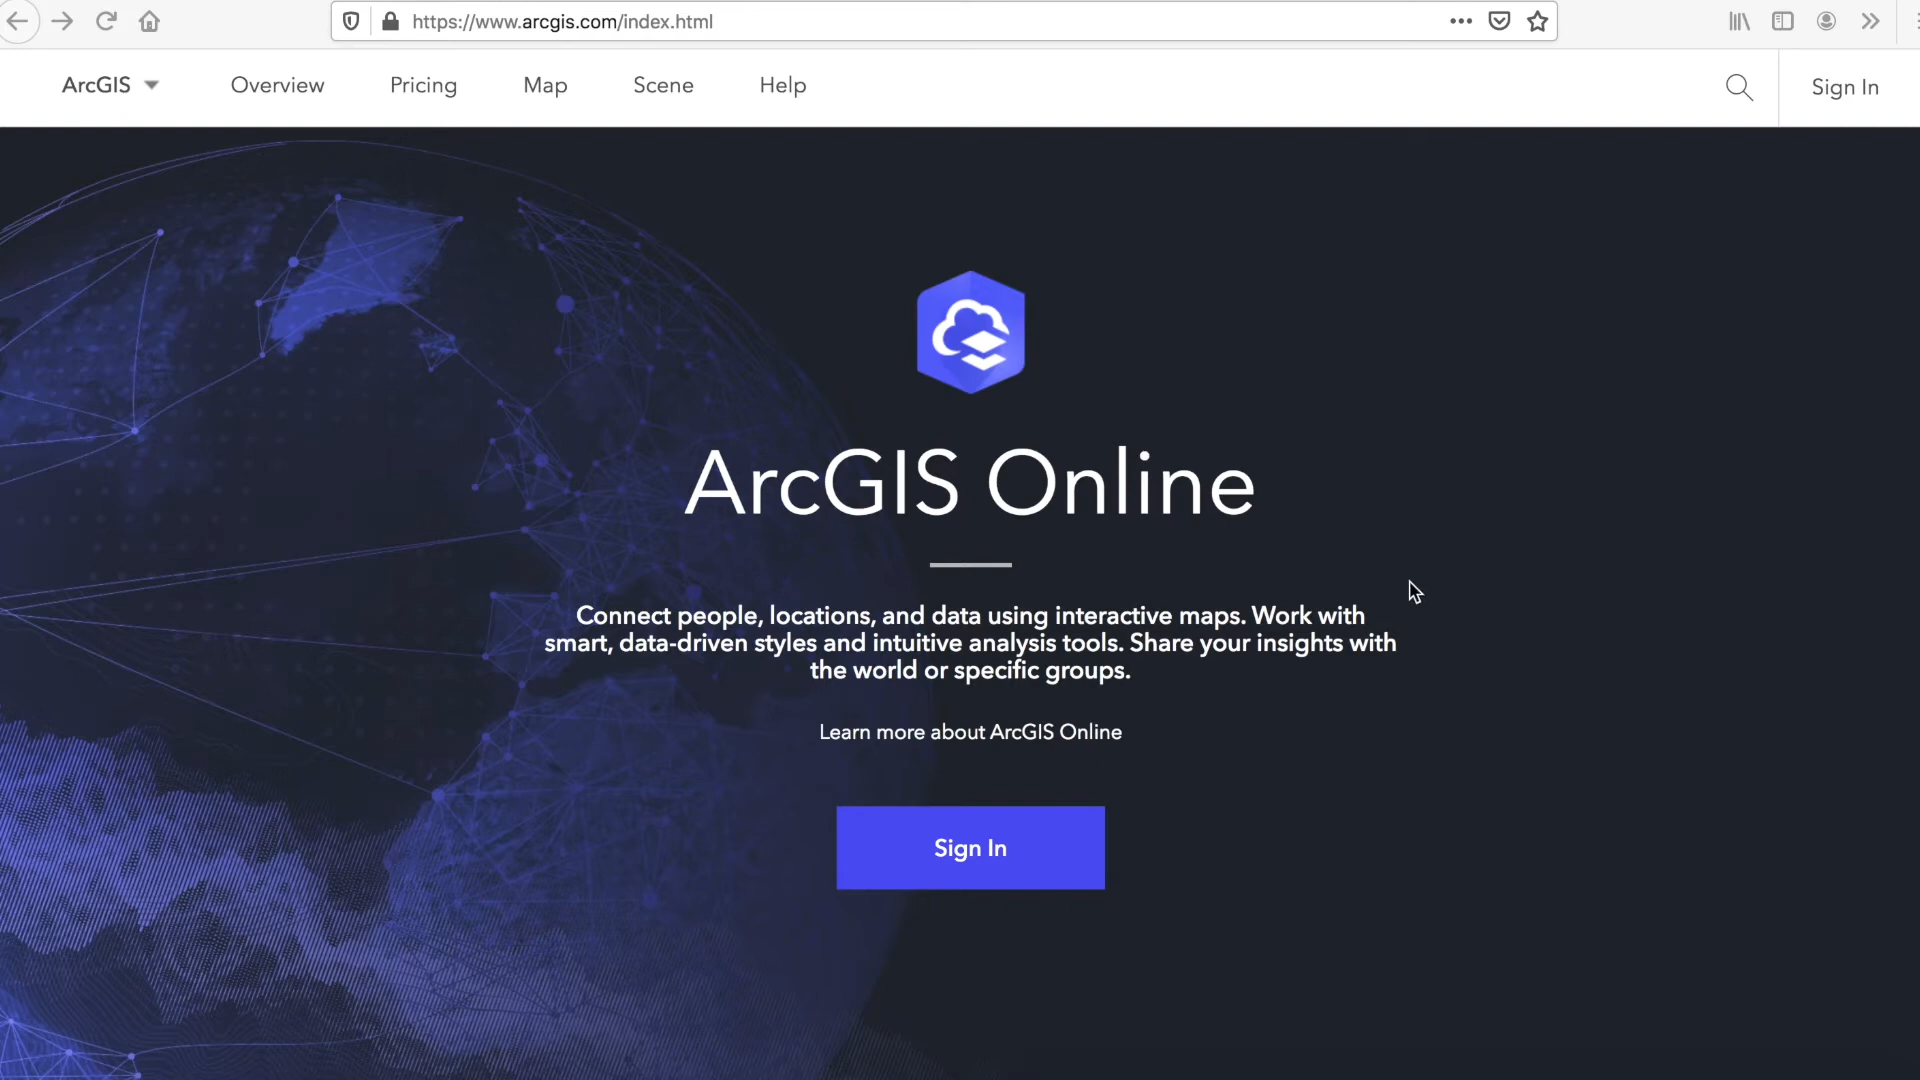 https://www.arcgis.com/index.html
ArcGIS Overview Pricing Map Scene Help Sign In
ArcGIS Online
Connect people, locations, and data using interactive maps. Work with
smart, data-driven styles and intuitive analysis tools. Share your insights with
the world or specific groups.
Learn more about ArcGIS Online
Sign In